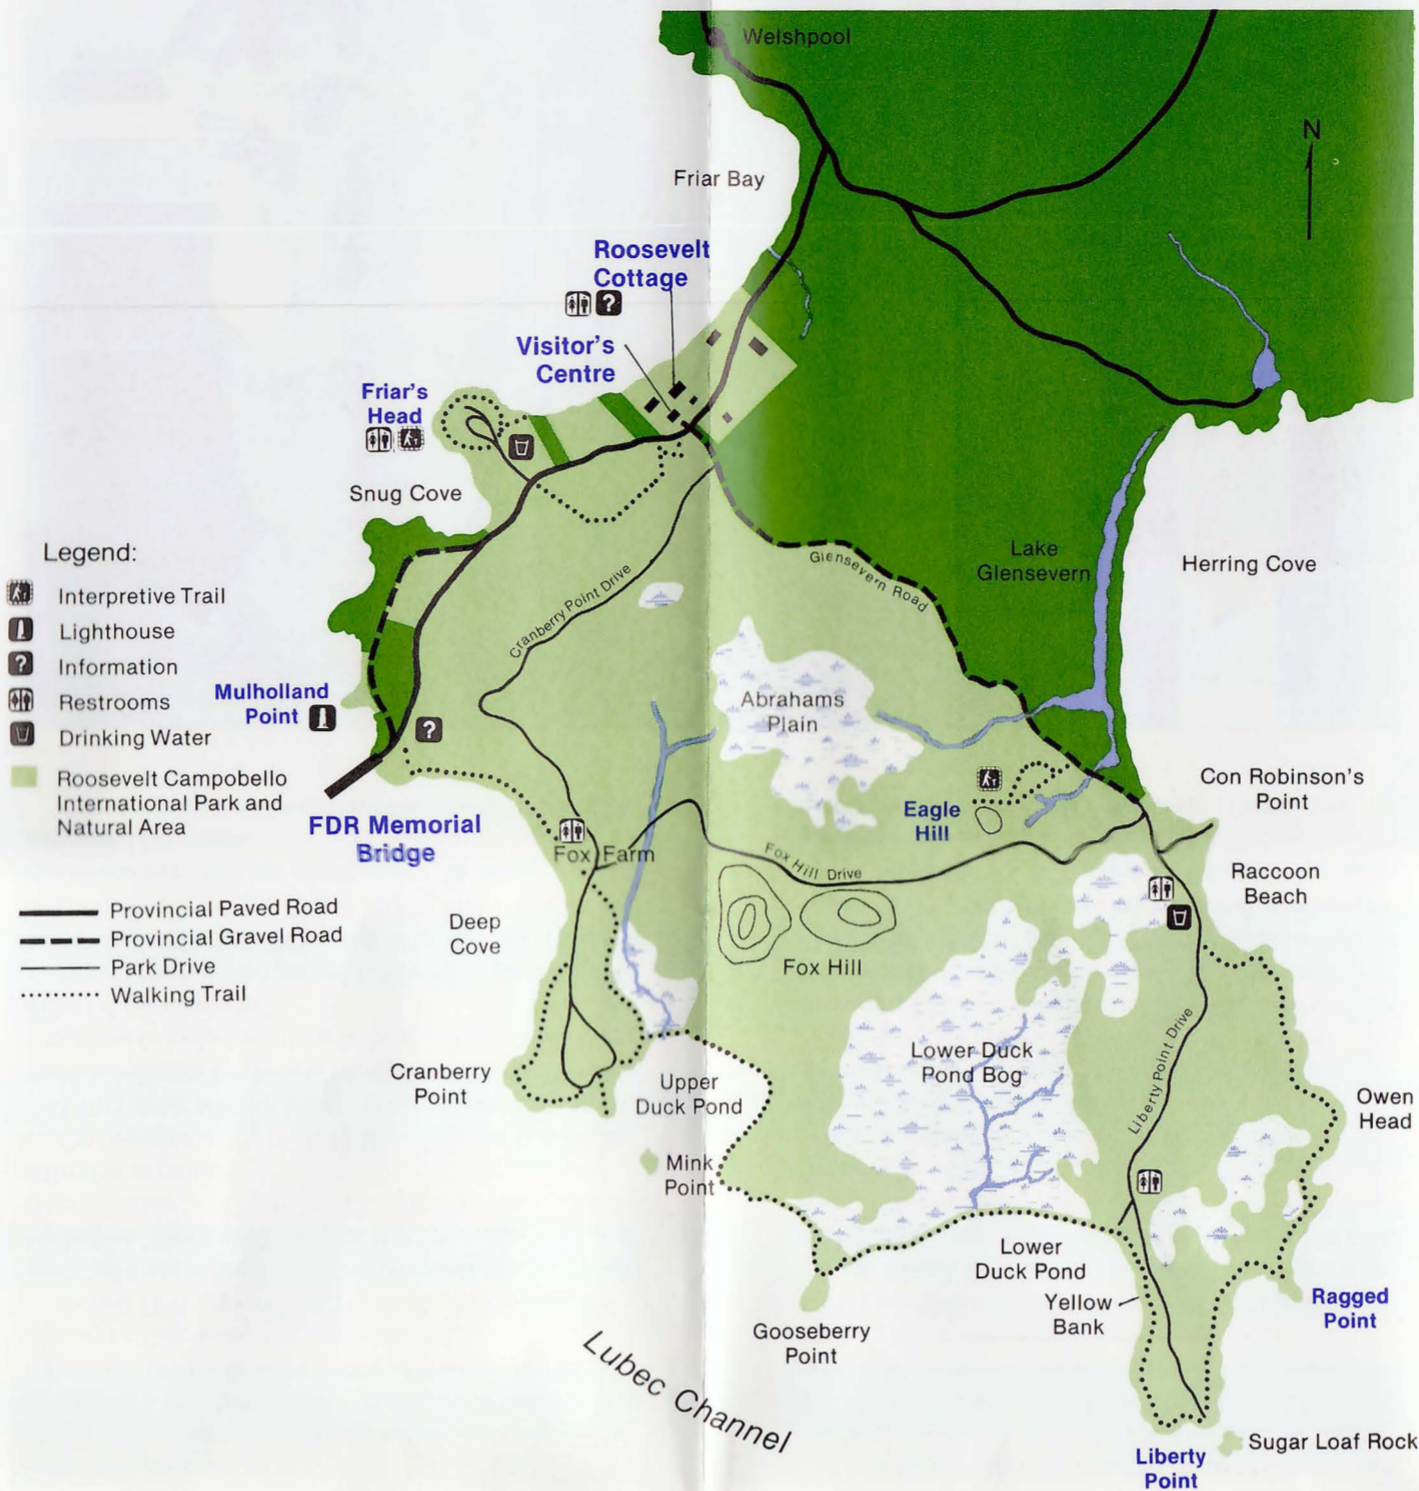 Welshpool
N
Friar Bay
Roosevelt
Cottage
?
Visitor's
Centre
Friar's
Head
Snug Cove
Legend:
Interpretive Trail
Lighthouse
? Information
Restrooms
Drinking Water
Roosevelt Campobello
International Park and
Natural Area
Provincial Paved Road
Provincial Gravel Road
Park Drive
Walking Trail
Mulholland
Point
?
FDR Memorial
Bridge
Cranberry Point Drive
Glensevern Road
Lake
Glensevern
Herring Cove
Abrahams
Plain
Eagle
Hill
Con Robinson's
Point
Fox Farm
Fox Hill Drive
Raccoon
Beach
Deep
Cove
Fox Hill
Liberty Point Drive
Lower Duck
Pond Bog
Cranberry
Point
Upper
Duck Pond
Owen
Head
Mink
Point
Lower
Duck Pond
Yellow
Bank
Ragged
Point
Gooseberry
Point
Lubec Channel
Sugar Loaf Rock
Liberty
Point